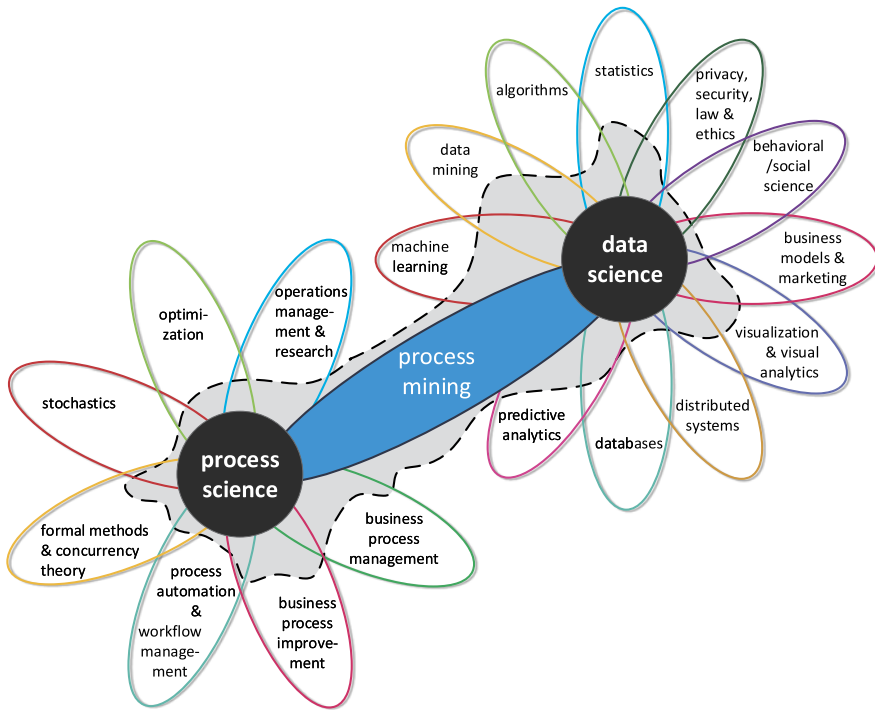 statistics
algorithms
privacy,
security,
law &
ethics
data
mining
behavioral
/social
science
machine
learning
data
science
business
models &
marketing
process
mining
visualization
& visual
analytics
predictive
analytics
databases
distributed
systems
optimi-
zation
operations
manage-
ment &
research
stochastics
process
science
formal methods
& concurrency
theory
business
process
management
process
automation
&
workflow
manage-
ment
business
process
improve-
ment